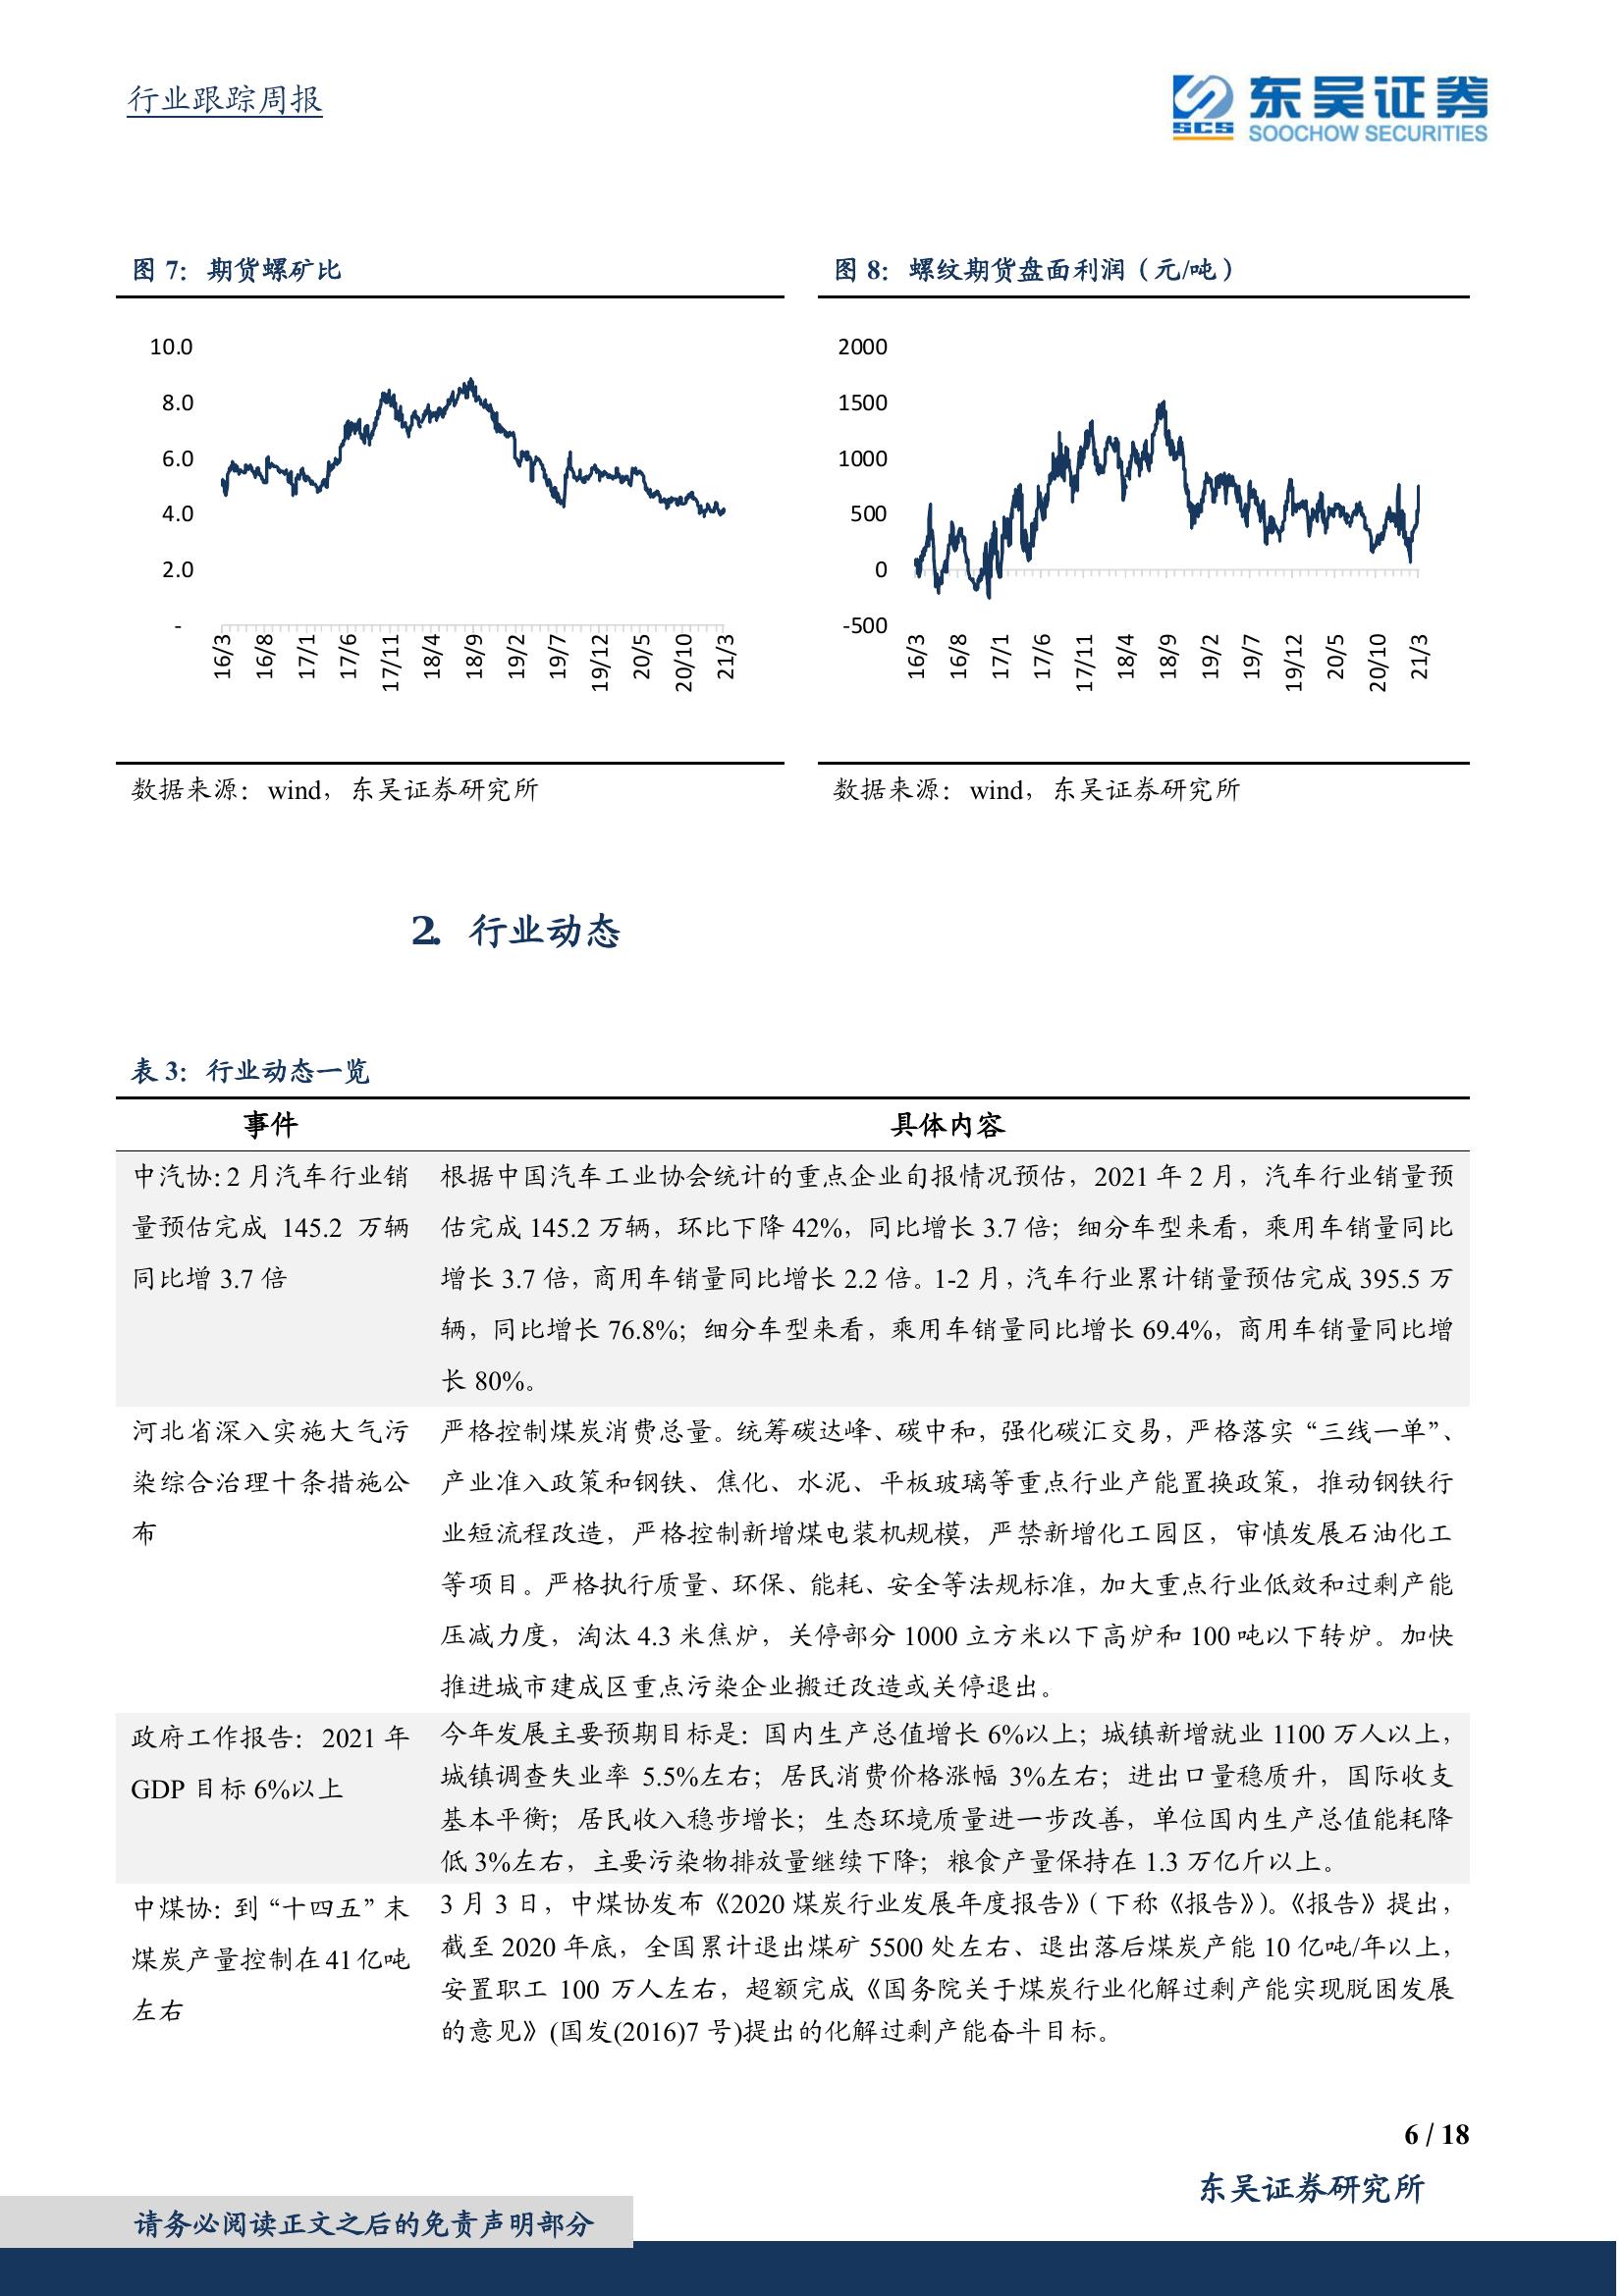 行业跟踪周报
SCS
东吴证券
SOOCHOW SECURITIES
图 7： 期货螺矿比
10.0
8.0
6.0
4.0
2.0
-
16/3
16/8
17/1
17/6
17/11
18/4
18/9
19/2
19/7
19/12
20/5
20/10
21/3
数据来源：wind，东吴证券研究所
图 8： 螺纹期货盘面利润（元/吨）
2000
1500
1000
500
0
-500
16/3
16/8
17/1
17/6
17/11
18/4
18/9
19/2
19/7
19/12
20/5
20/10
21/3
数据来源：wind，东吴证券研究所
2. 行业动态
表 3： 行业动态一览
事件
具体内容
中汽协：2 月汽车行业销
量预估完成 145.2 万辆
同比增 3.7 倍
根据中国汽车工业协会统计的重点企业旬报情况预估，2021 年 2 月，汽车行业销量预
估完成 145.2 万辆，环比下降 42%，同比增长 3.7 倍；细分车型来看，乘用车销量同比
增长 3.7 倍，商用车销量同比增长 2.2 倍。1-2 月，汽车行业累计销量预估完成 395.5 万
辆，同比增长 76.8%；细分车型来看，乘用车销量同比增长 69.4%，商用车销量同比增
长 80%。
河北省深入实施大气污
染综合治理十条措施公
布
严格控制煤炭消费总量。统筹碳达峰、碳中和，强化碳汇交易，严格落实“三线一单”、
产业准入政策和钢铁、焦化、水泥、平板玻璃等重点行业产能置换政策，推动钢铁行
业短流程改造，严格控制新增煤电装机规模，严禁新增化工园区，审慎发展石油化工
等项目。严格执行质量、环保、能耗、安全等法规标准，加大重点行业低效和过剩产能
压减力度，淘汰 4.3 米焦炉，关停部分 1000 立方米以下高炉和 100 吨以下转炉。加快
推进城市建成区重点污染企业搬迁改造或关停退出。
政府工作报告：2021 年
GDP 目标 6%以上
今年发展主要预期目标是：国内生产总值增长 6%以上；城镇新增就业 1100 万人以上，
城镇调查失业率 5.5%左右；居民消费价格涨幅 3%左右；进出口量稳质升，国际收支
基本平衡；居民收入稳步增长；生态环境质量进一步改善，单位国内生产总值能耗降
低 3%左右，主要污染物排放量继续下降；粮食产量保持在 1.3 万亿斤以上。
中煤协：到“十四五”末
煤炭产量控制在 41 亿吨
左右
3 月 3 日，中煤协发布《2020 煤炭行业发展年度报告》（下称《报告》）。《报告》提出，
截至 2020 年底，全国累计退出煤矿 5500 处左右、退出落后煤炭产能 10 亿吨/年以上，
安置职工 100 万人左右，超额完成《国务院关于煤炭行业化解过剩产能实现脱困发展
的意见》(国发(2016)7 号)提出的化解过剩产能奋斗目标。
6 / 18
东吴证券研究所
请务必阅读正文之后的免责声明部分